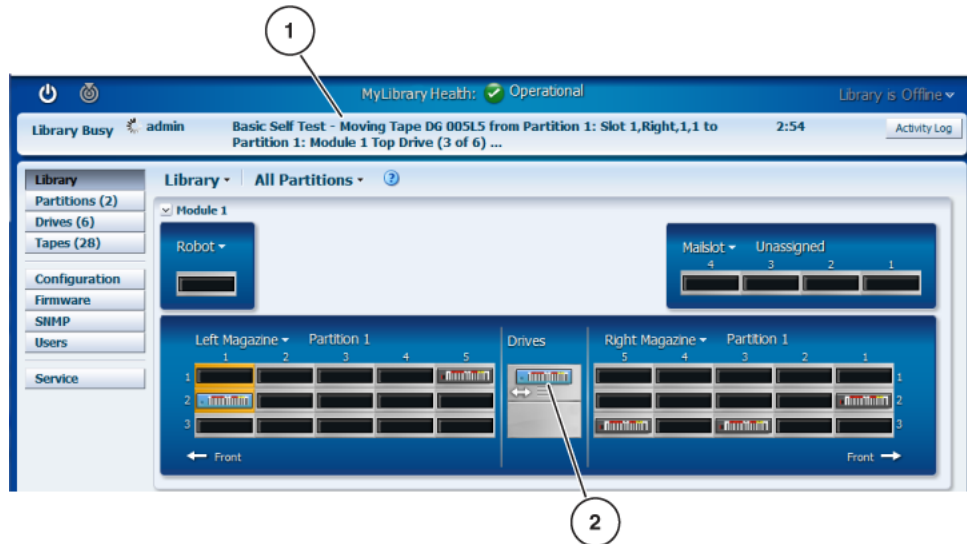 1
MyLibrary Health: Operational
Library is Offline
Library Busy admin Basic Self Test - Moving Tape DG 005L5 from Partition 1: Slot 1,Right,1,1 to 2:54 Activity Log
Partition 1: Module 1 Top Drive (3 of 6) ...
Library
Partitions (2)
Drives (6)
Tapes (28)
Configuration
Firmware
SNMP
Users
Service
Library All Partitions ?
Module 1
Robot
Mailslot Unassigned
4 3 2 1
Left Magazine Partition 1
1 2 3 4 5
1
2
3
Front
Drives
Right Magazine Partition 1
5 4 3 2 1
1
2
3
Front
2